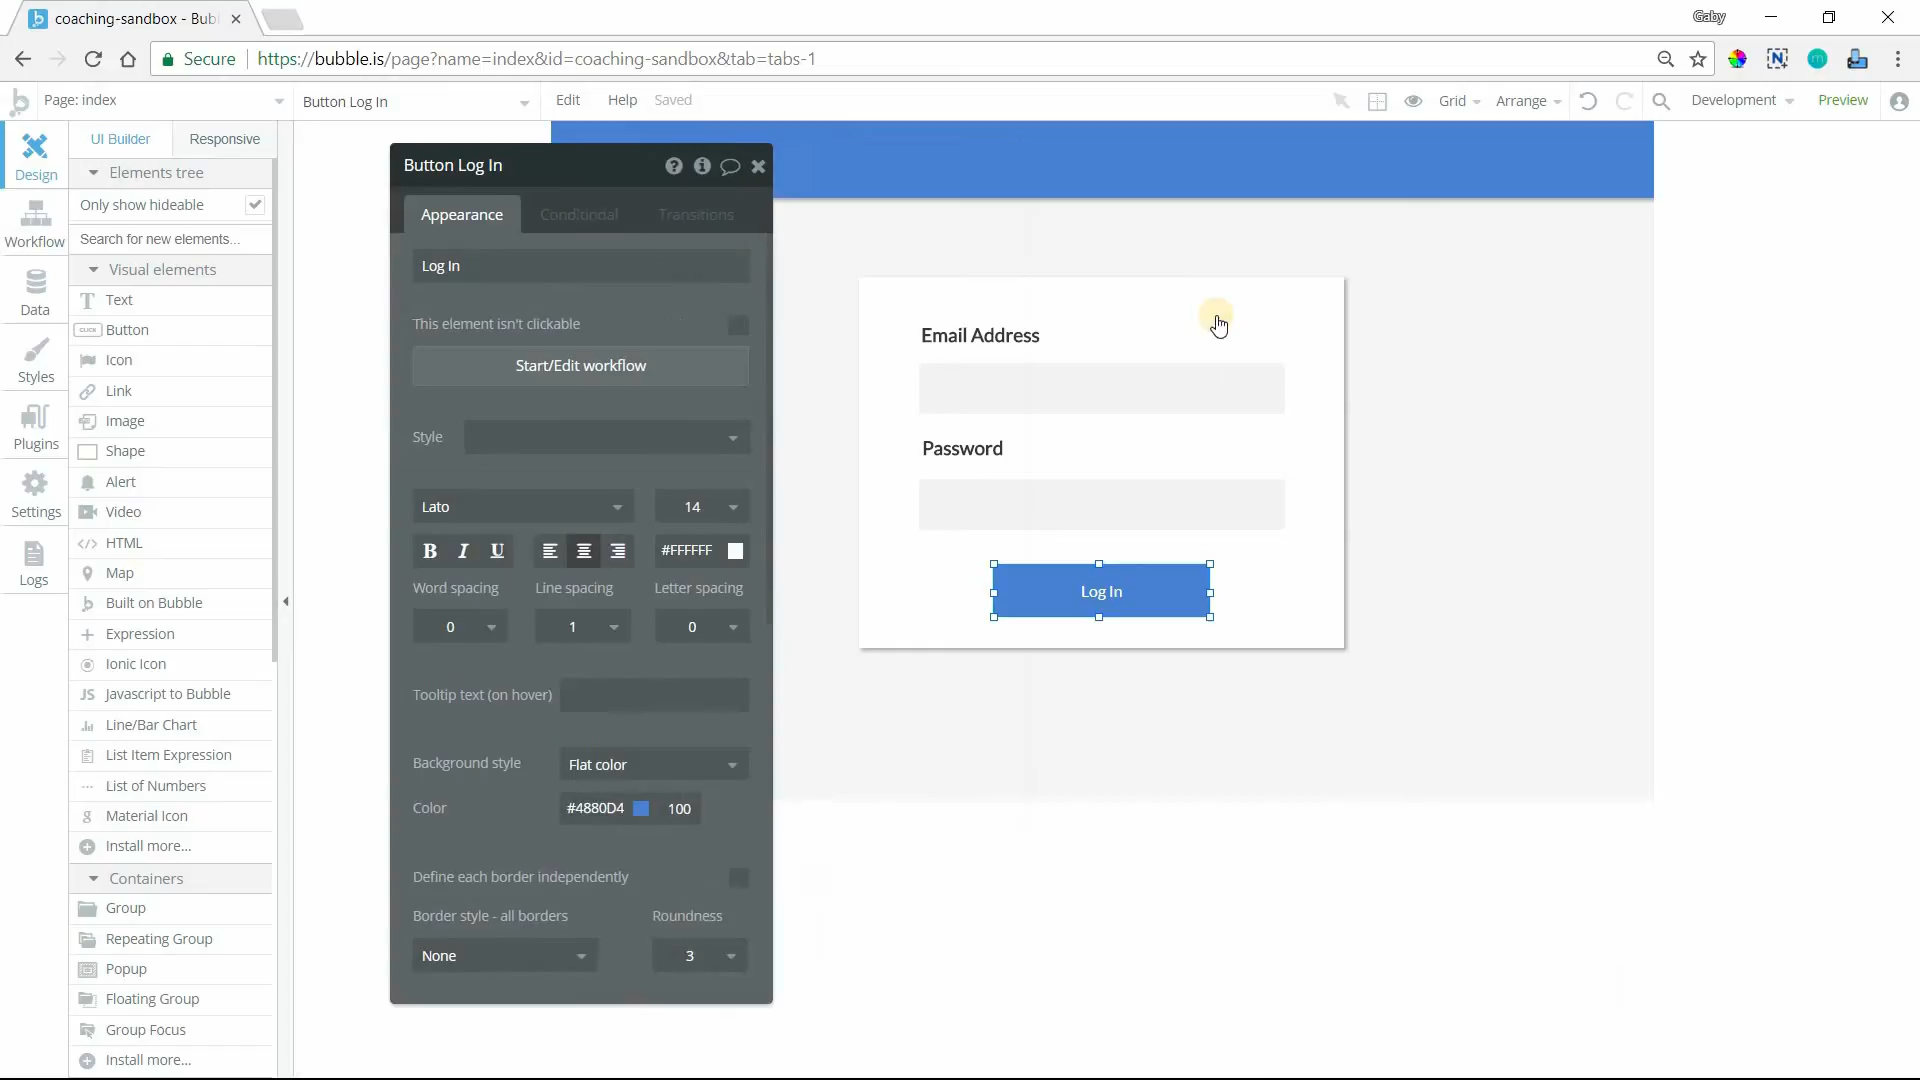 coaching-sandbox - Bub
Gaby
Secure
https://bubble.is/page?name=index&id=coaching-sandbox&tab=tabs-1
Page: index
Button Log In
Edit
Help
Saved
Grid
Arrange
Development
Preview
Design
Workflow
Data
Styles
Plugins
Settings
Logs
UI Builder
Responsive
Elements tree
Only show hideable
Search for new elements...
Visual elements
Text
CLICK Button
Icon
Link
Image
Shape
Alert
Video
</> HTML
Map
Built on Bubble
Expression
Ionic Icon
JS Javascript to Bubble
Line/Bar Chart
List Item Expression
List of Numbers
g Material Icon
Install more...
Containers
Group
Repeating Group
Popup
Floating Group
Group Focus
Install more...
Button Log In
Appearance
Conditional
Transitions
Log In
This element isn't clickable
Start/Edit workflow
Style
Lato
14
B I U
#FFFFFF
Word spacing
Line spacing
Letter spacing
0
1
0
Tooltip text (on hover)
Background style
Flat color
Color
#4880D4
100
Define each border independently
Border style - all borders
Roundness
None
3
Email Address
Password
Log In